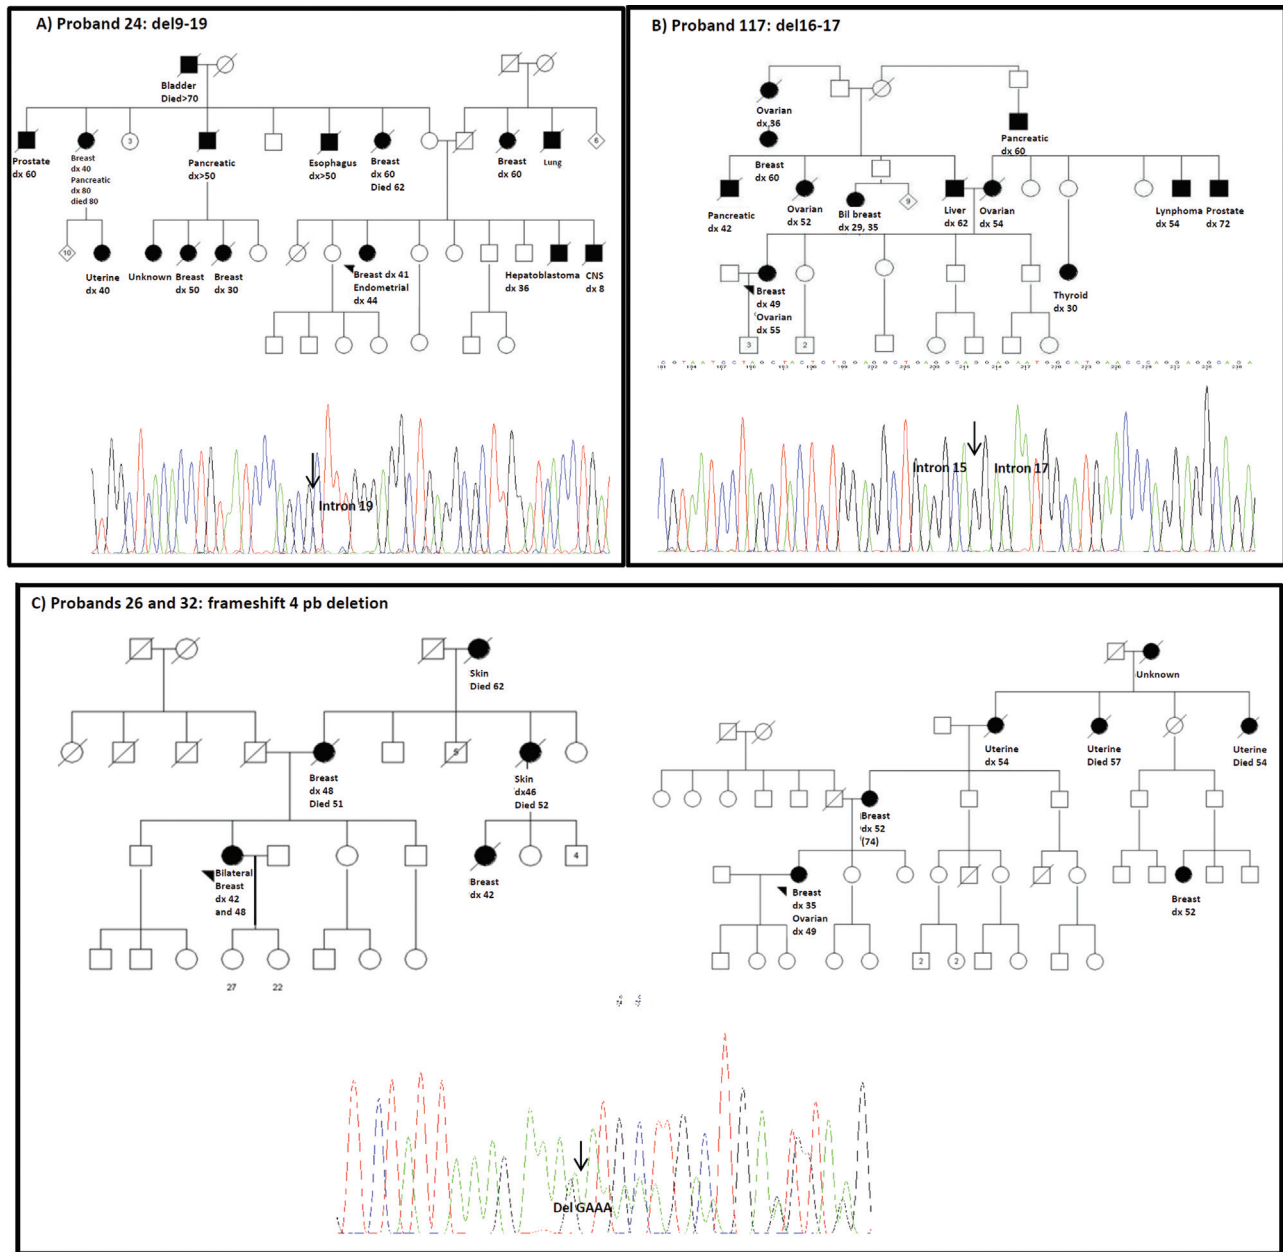 A) Proband 24: del9-19
Bladder
Died>70
3
6
Prostate
dx 60
Breast
dx 40
Pancreatic
dx 80
died 80
Pancreatic
dx>50
Esophagus
dx>50
Breast
dx 60
Died 62
Breast
dx 60
Lung
10
Uterine
dx 40
Unknown
Breast
dx 50
Breast
dx 30
Breast dx 41
Endometrial
dx 44
Hepatoblastoma
dx 36
CNS
dx 8
Intron 19
B) Proband 117: del16-17
Ovarian
dx,36
Breast
dx 60
Pancreatic
dx 60
Pancreatic
dx 42
Ovarian
dx 52
Bil breast
dx 29, 35
9
Liver
dx 62
Ovarian
dx 54
Lynphoma
dx 54
Prostate
dx 72
Breast
dx 49
Ovarian
dx 55
Thyroid
dx 30
3
2
Intron 15
Intron 17
C) Probands 26 and 32: frameshift 4 pb deletion
Skin
Died 62
5
Breast
dx 48
Died 51
Skin
dx46
Died 52
Bilateral
Breast
dx 42
and 48
Breast
dx 42
4
27
22
Unknown
Uterine
dx 54
Uterine
Died 57
Uterine
Died 54
Breast
dx 52
(74)
Breast
dx 35
Ovarian
dx 49
Breast
dx 52
2
2
Del GAAA